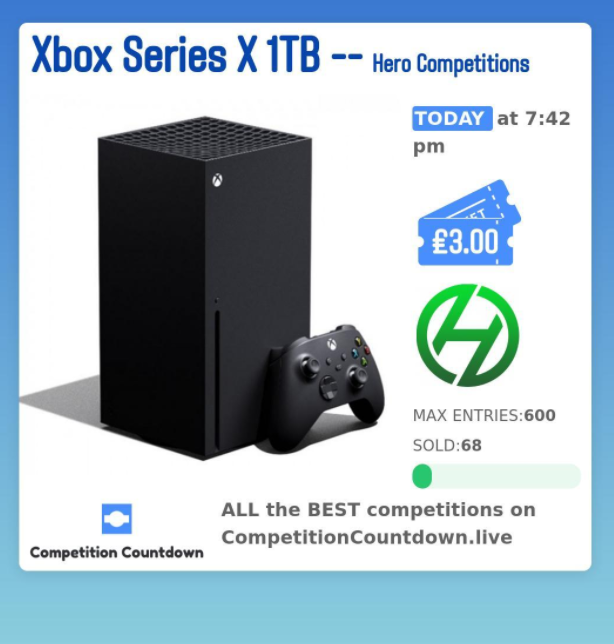 Xbox Series X 1TB -- Hero Competitions
TODAY at 7:42
pm
£3.00
MAX ENTRIES:600
SOLD:68
ALL the BEST competitions on
CompetitionCountdown.live
Competition Countdown